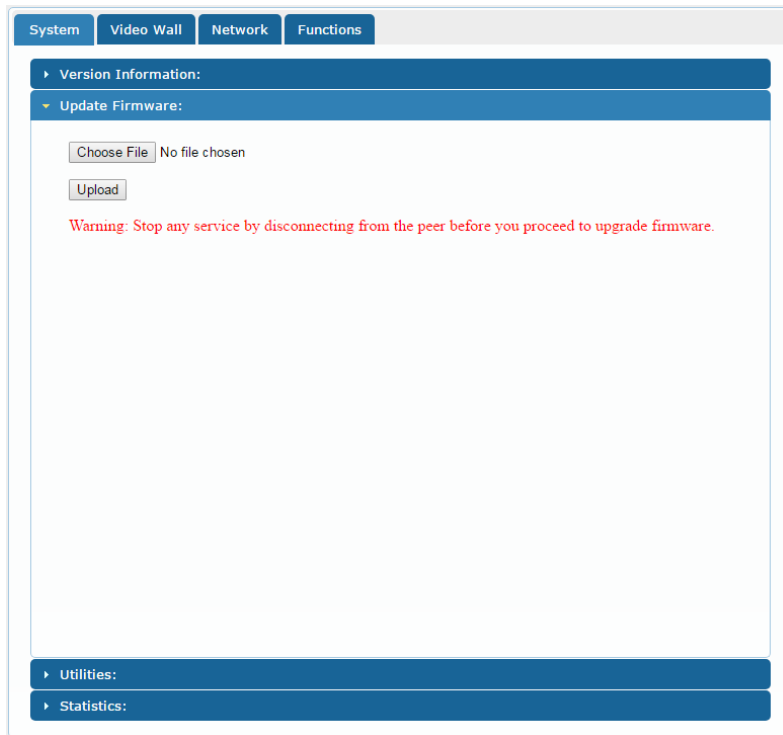 System Video Wall Network Functions
Version Information:
Update Firmware:
Choose File No file chosen
Upload
Warning: Stop any service by disconnecting from the peer before you proceed to upgrade firmware.
Utilities:
Statistics: